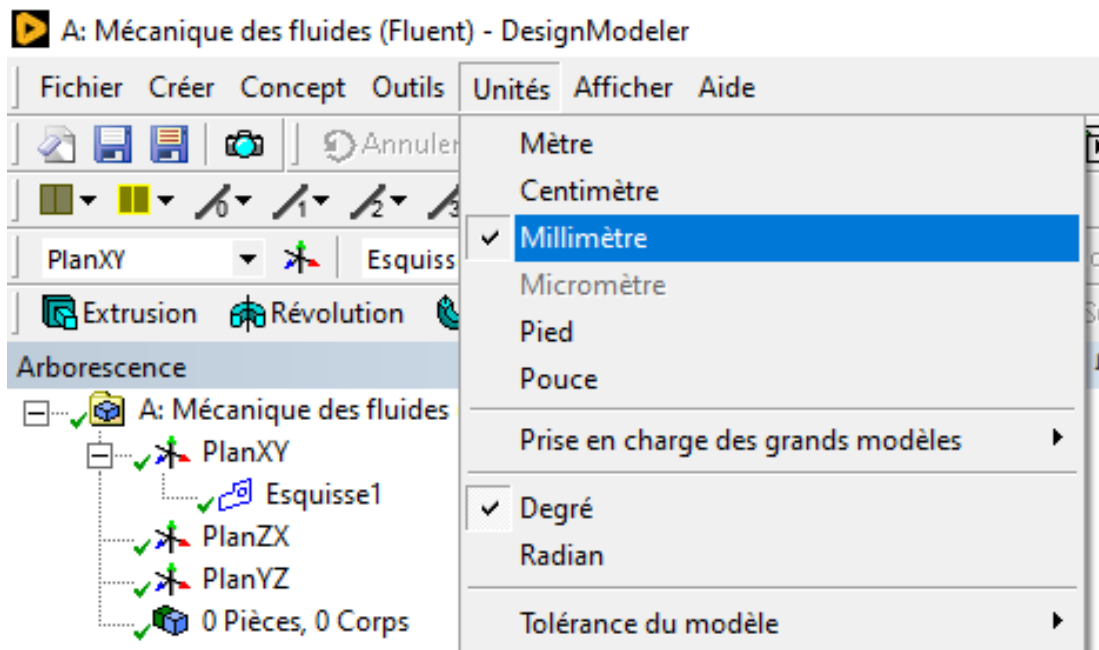 A: Mécanique des fluides (Fluent) - DesignModeler
Fichier Créer Concept Outils Unités Afficher Aide
Annuler
PlanXY Esquiss
Extrusion Révolution
Arborescence
A: Mécanique des fluides
PlanXY
Esquisse1
PlanZX
PlanYZ
0 Pièces, 0 Corps
Mètre
Centimètre
Millimètre
Micromètre
Pied
Pouce
Prise en charge des grands modèles
Degré
Radian
Tolérance du modèle